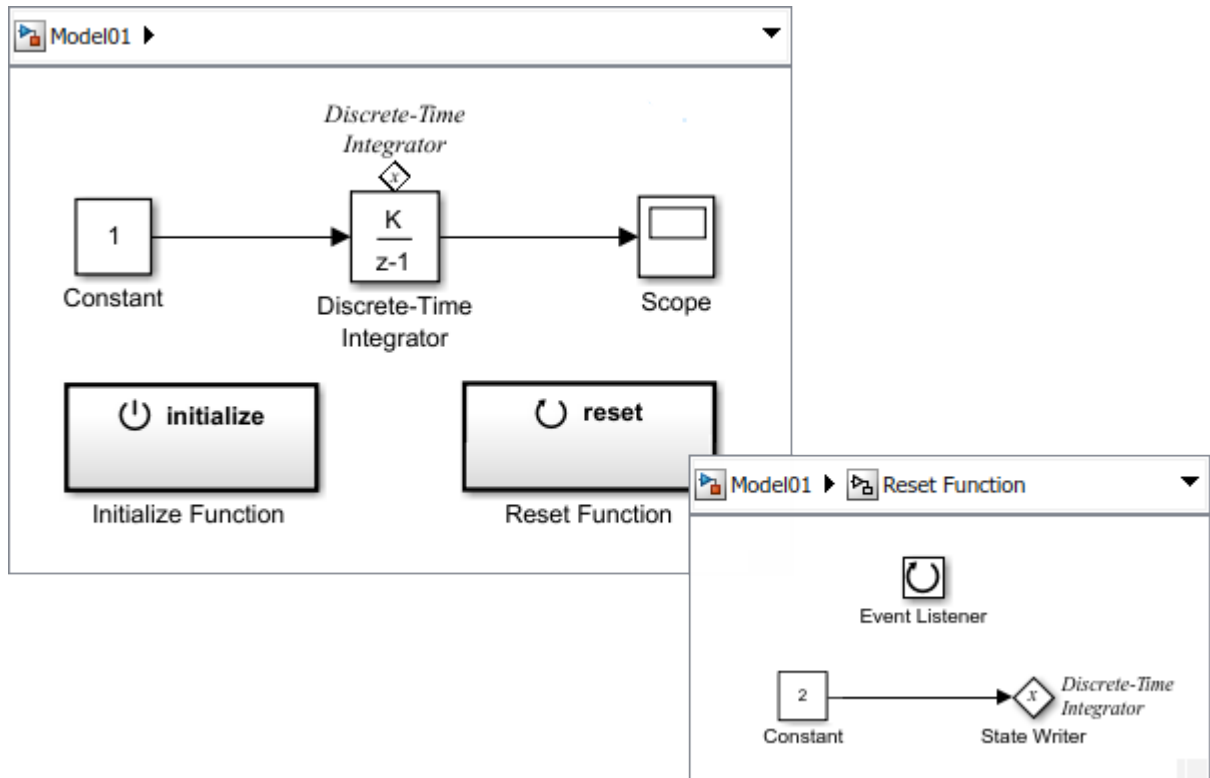 Model01
Discrete-Time
Integrator
x
1
K
z-1
Constant
Discrete-Time
Integrator
Scope
initialize
reset
Initialize Function
Reset Function
Model01 Reset Function
Event Listener
2
x
Discrete-Time
Integrator
Constant
State Writer